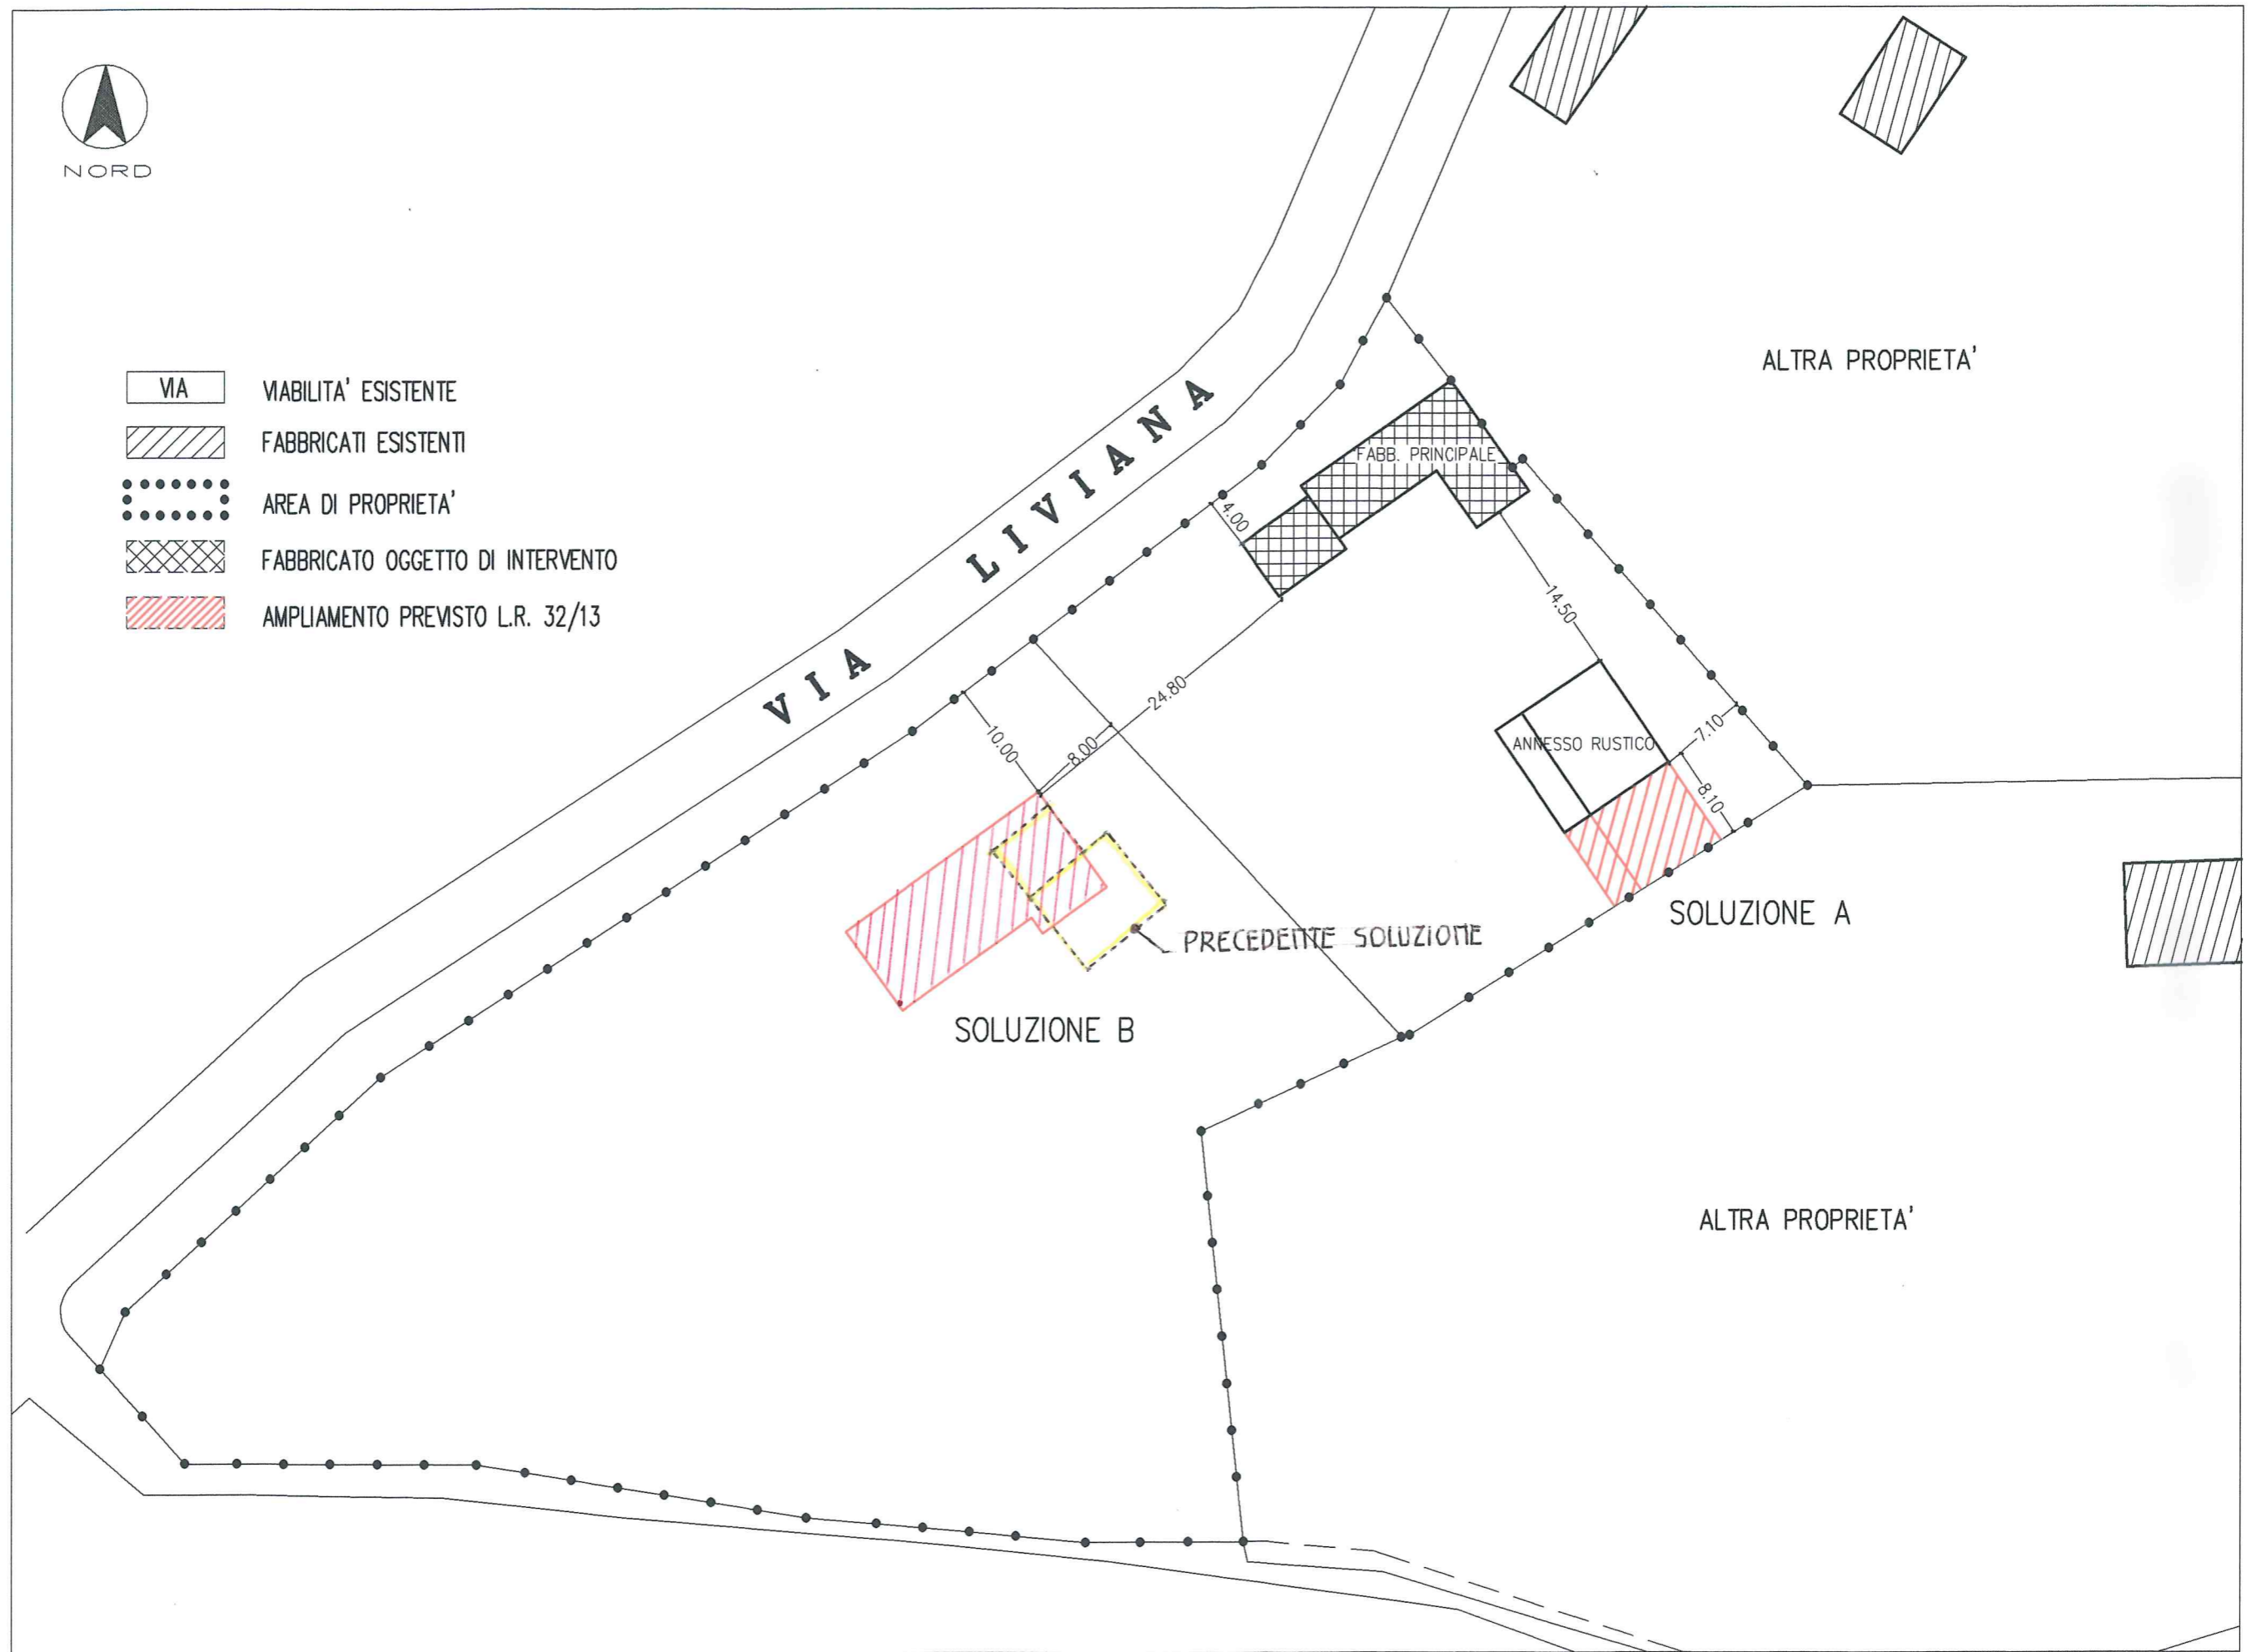 NORD
VIA VIABILITA' ESISTENTE
FABBRICATI ESISTENTI
AREA DI PROPRIETA'
FABBRICATO OGGETTO DI INTERVENTO
AMPLIAMENTO PREVISTO L.R. 32/13
VIA LIVIANA
ALTRA PROPRIETA'
FABB. PRINCIPALE
4.00
14.50
24.80
10.00
8.00
7.10
ANNESSO RUSTICO
8.10
SOLUZIONE A
PRECEDENTE SOLUZIONE
SOLUZIONE B
ALTRA PROPRIETA'